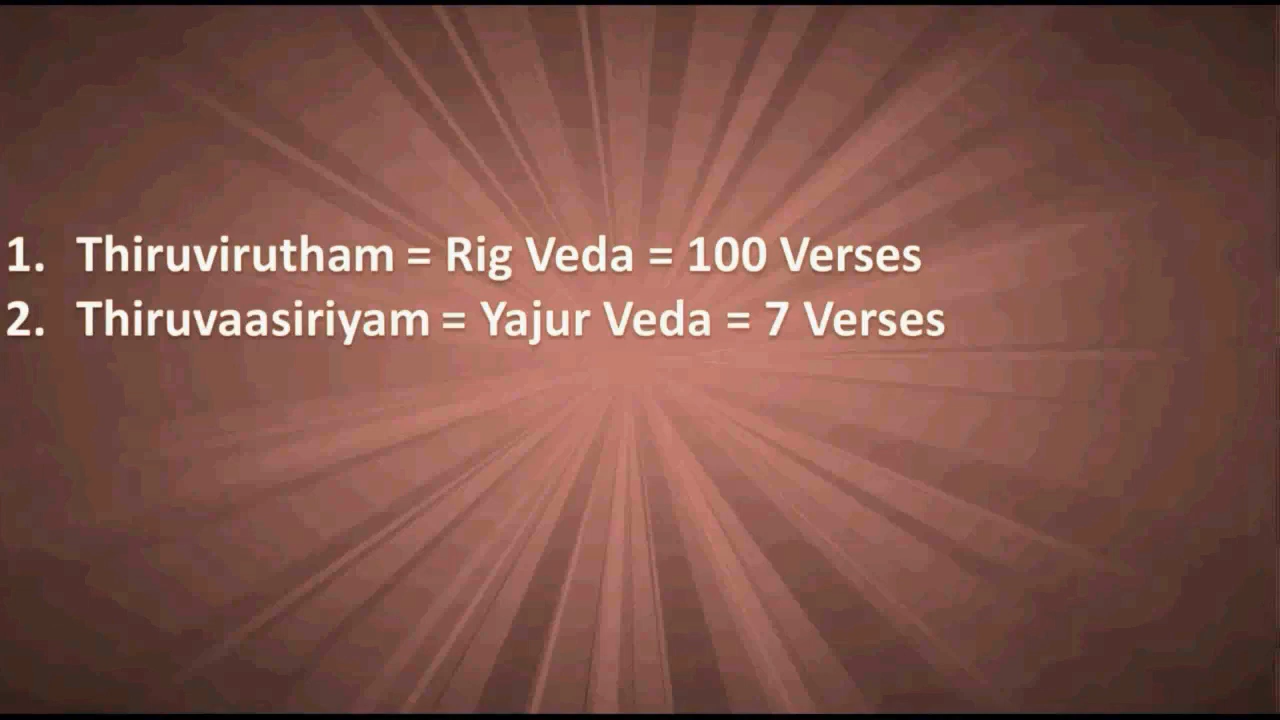 1. Thiruvirutham = Rig Veda = 100 Verses
2. Thiruvaasiriyam = Yajur Veda = 7 Verses